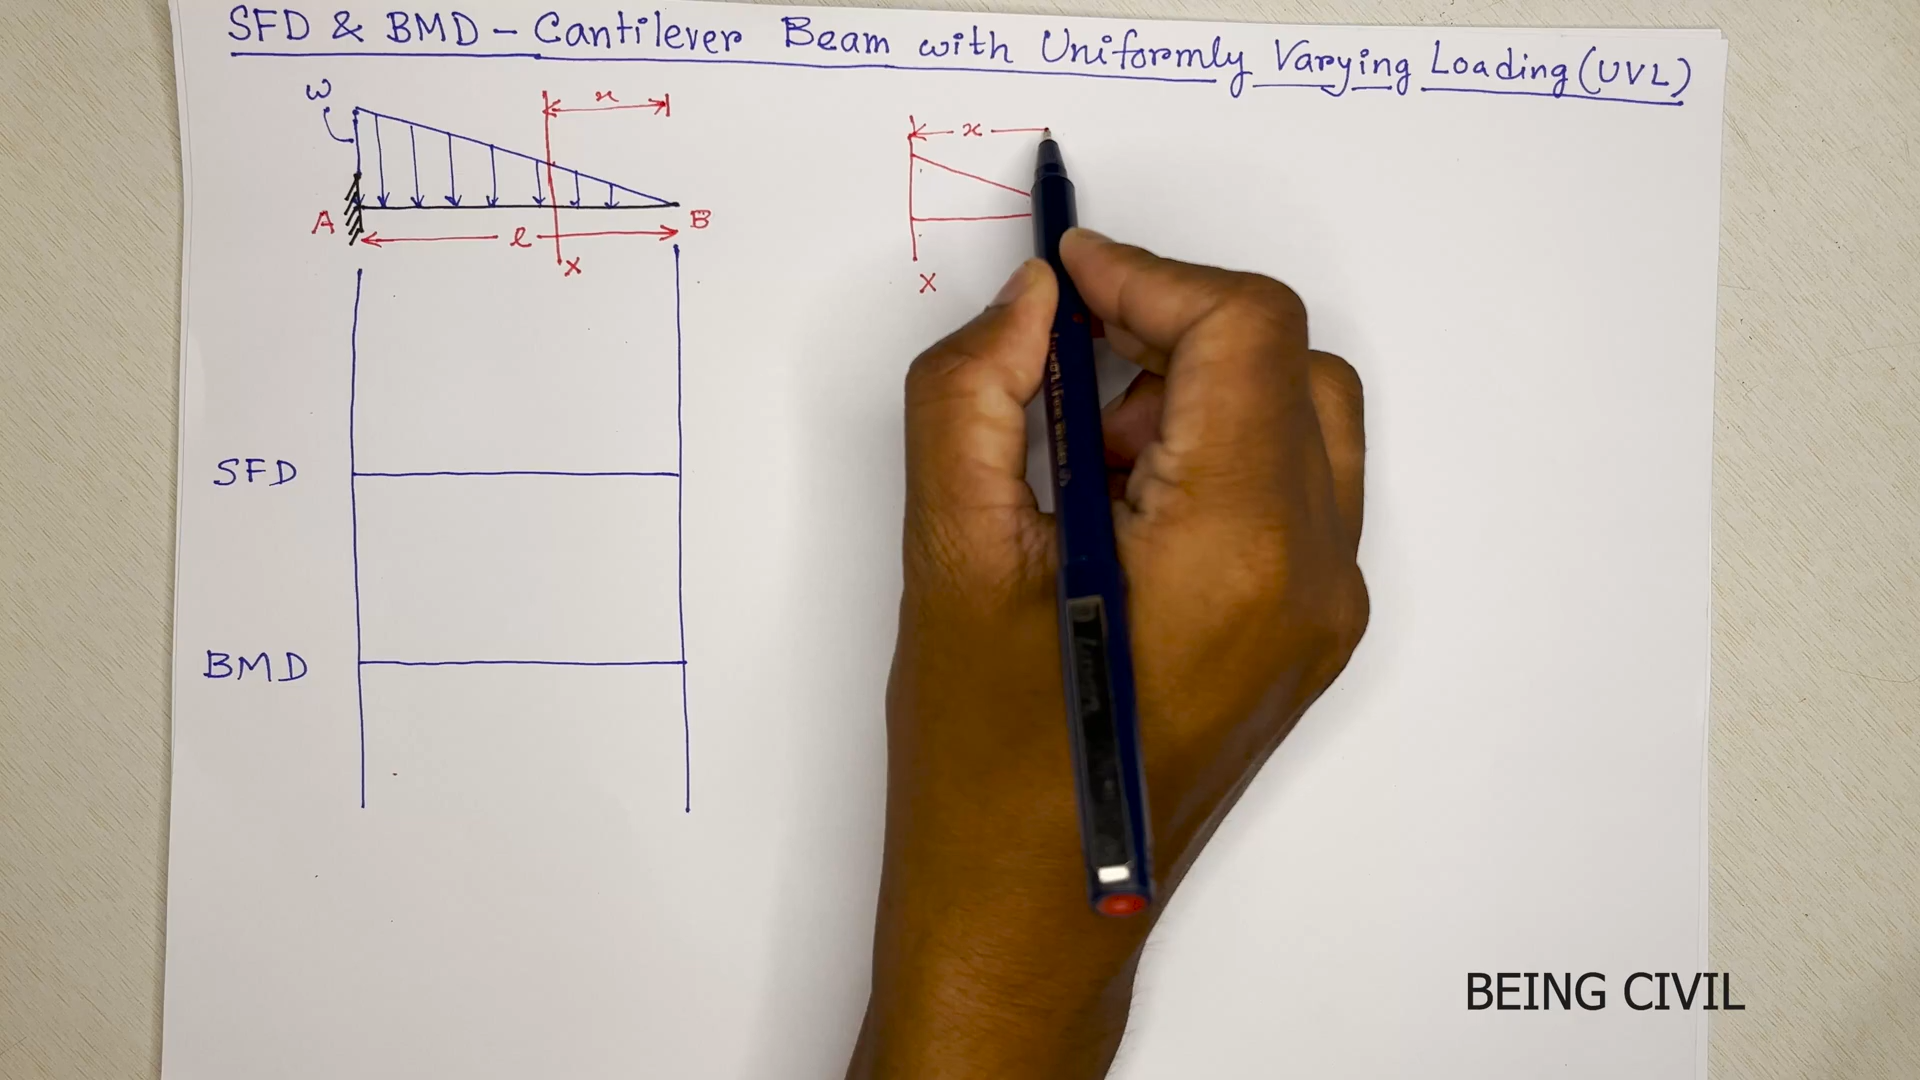 SFD & BMD - Cantilever Beam with Uniformly Varying Loading (UVL)
w
x
x
A
B
l
x
x
SFD
BMD
BEING CIVIL